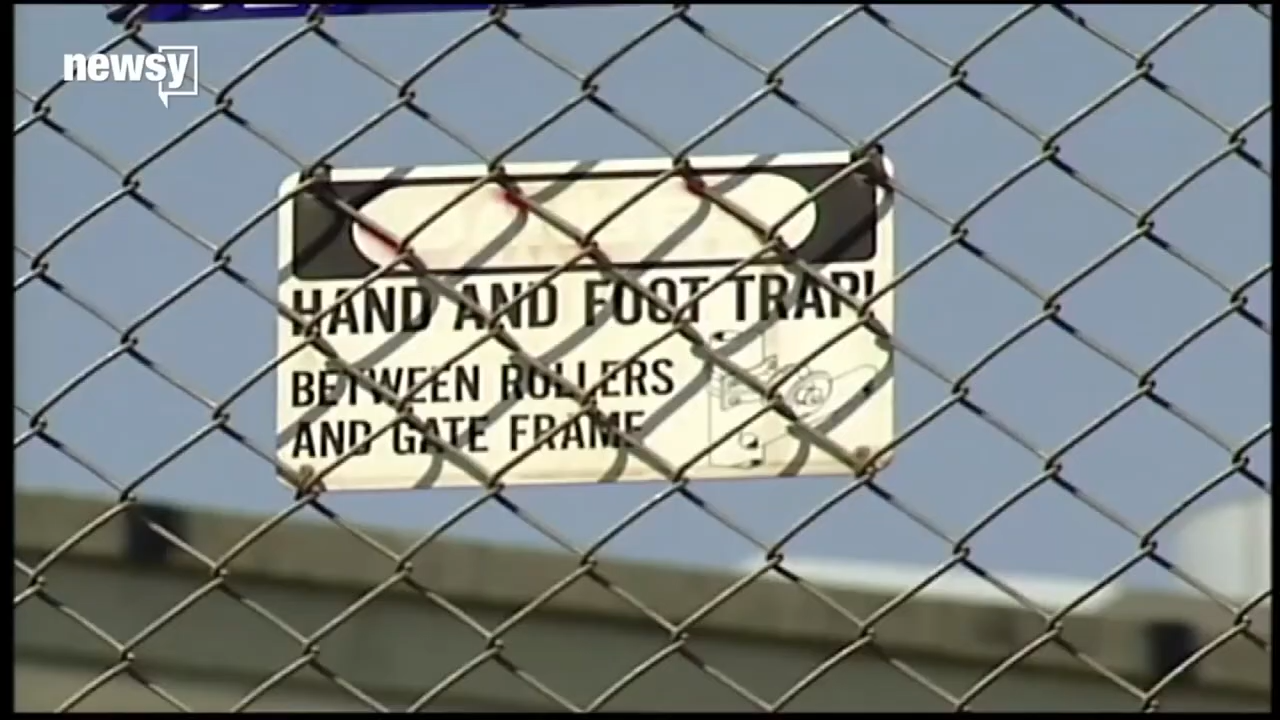 newsy
HAND AND FOOT TRAP!
BETWEEN ROLLERS
AND GATE FRAME